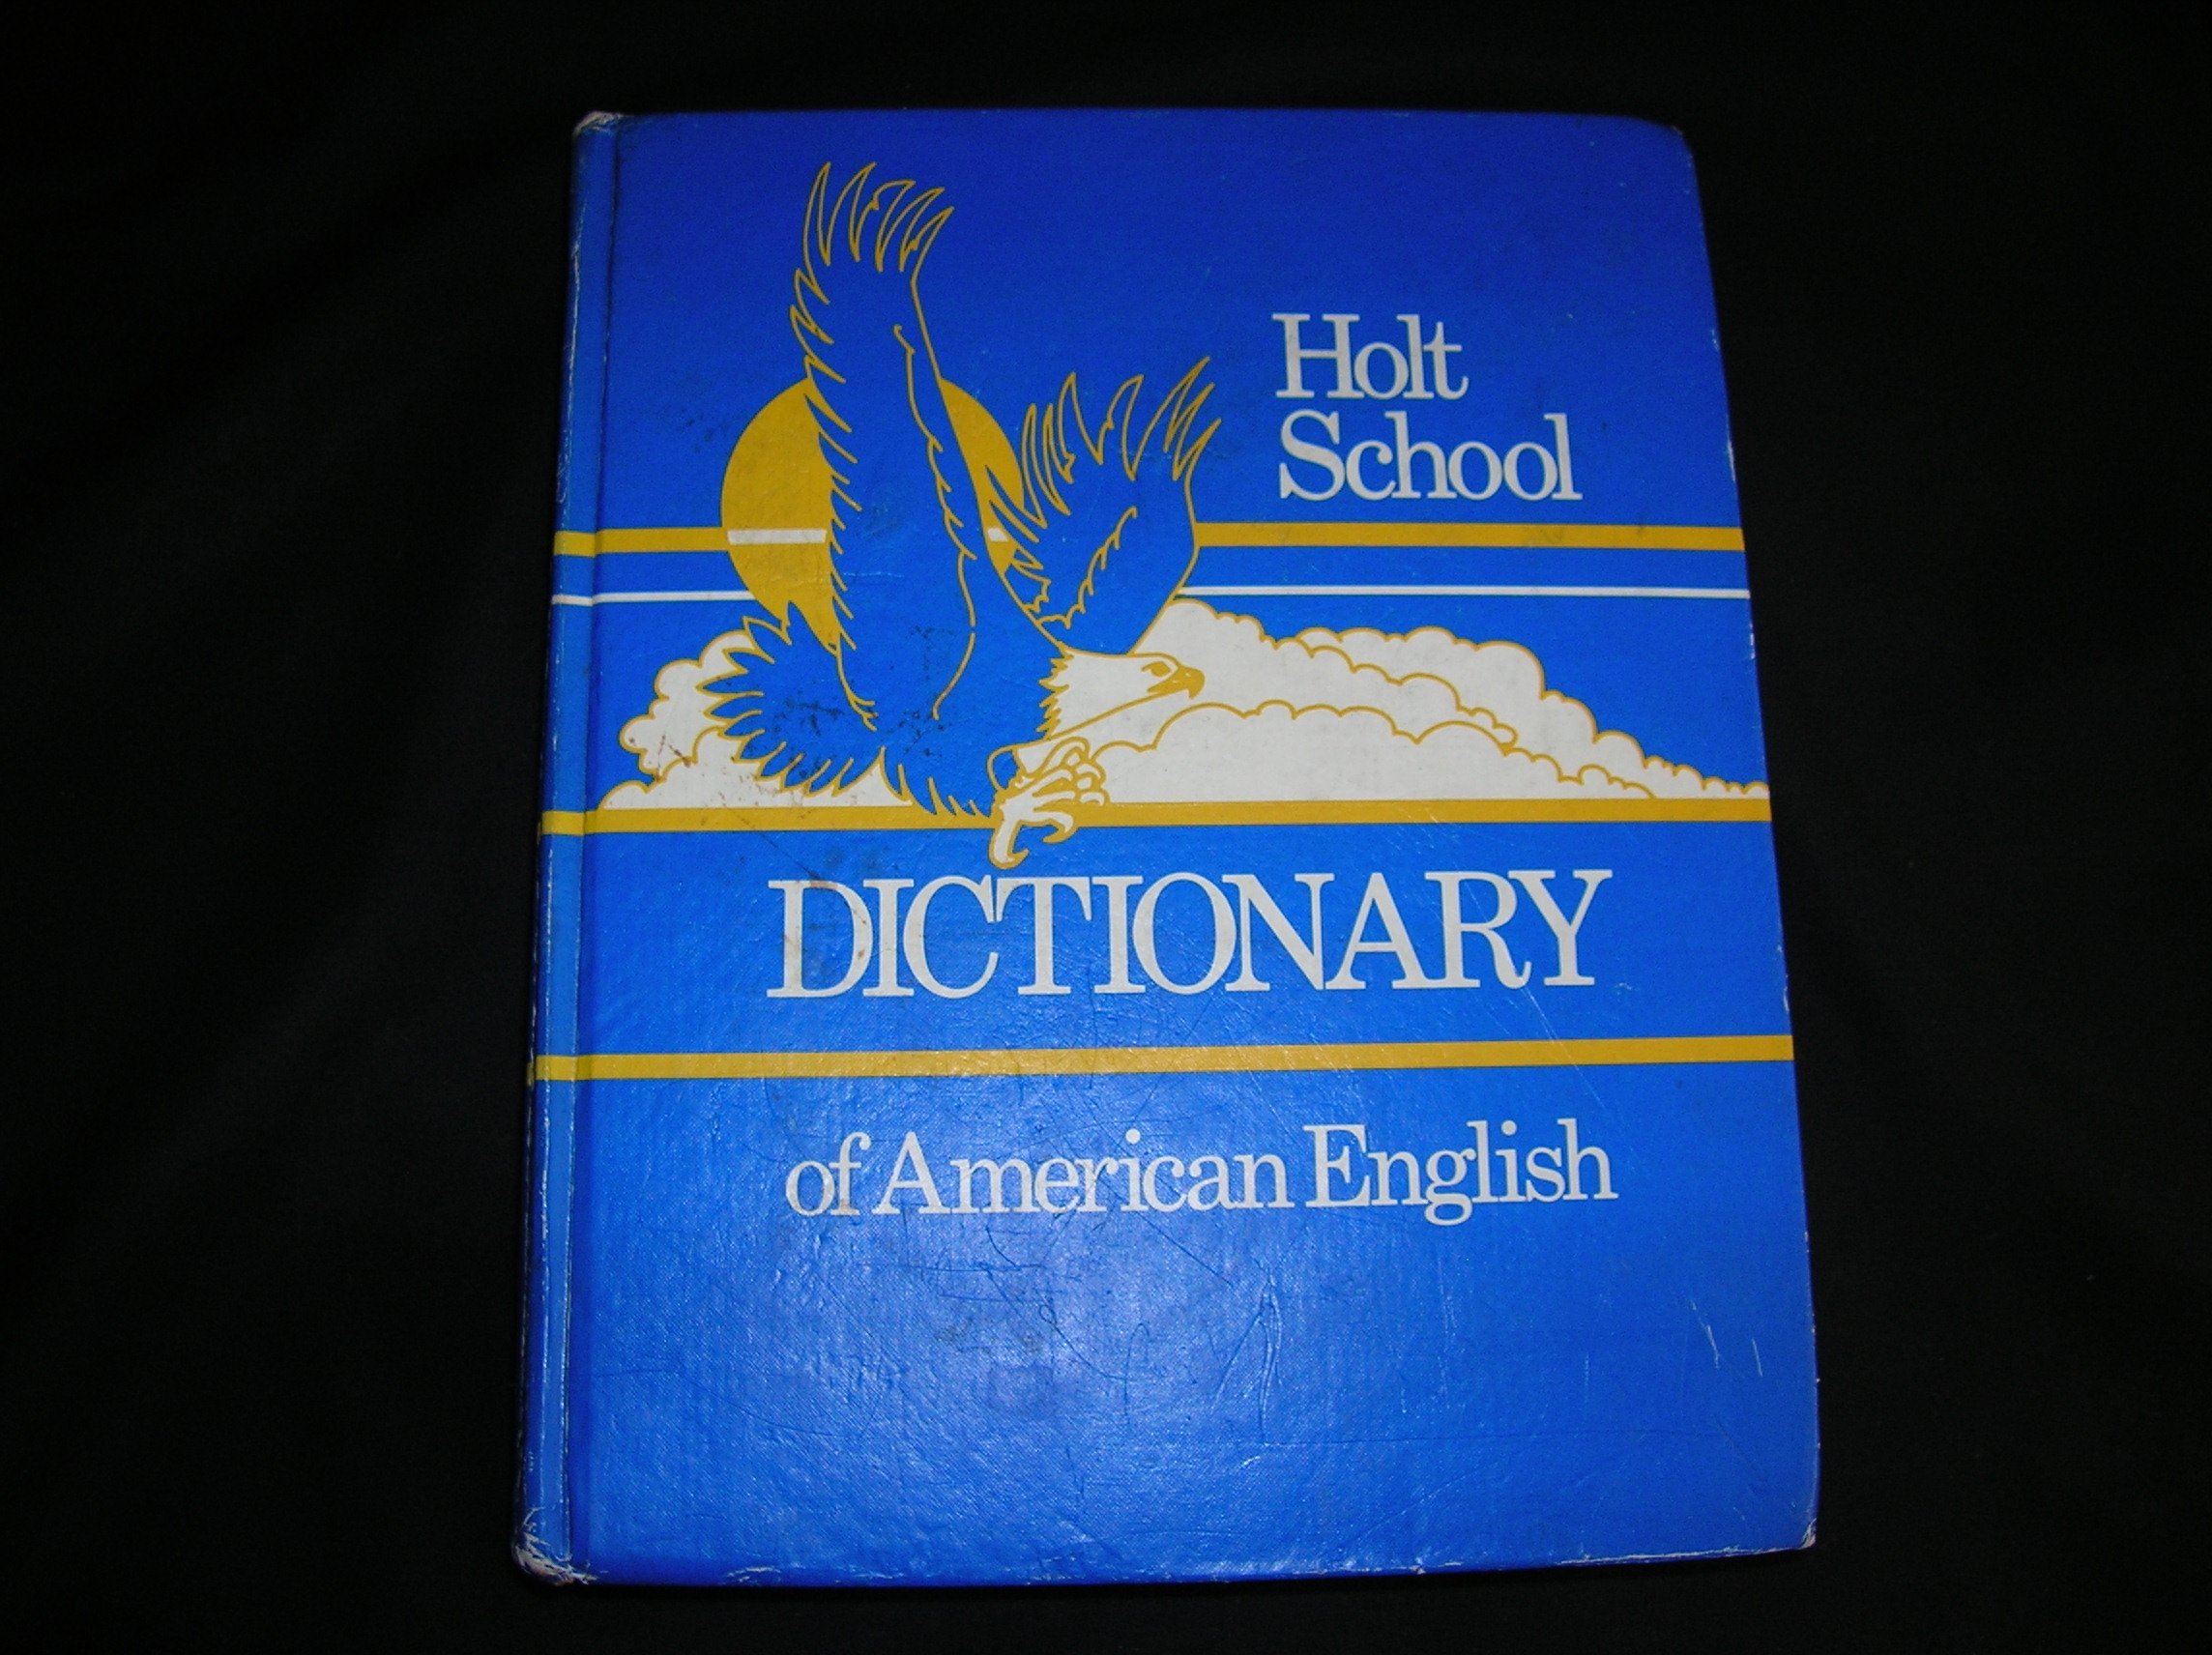 Holt
School
DICTIONARY
of American English